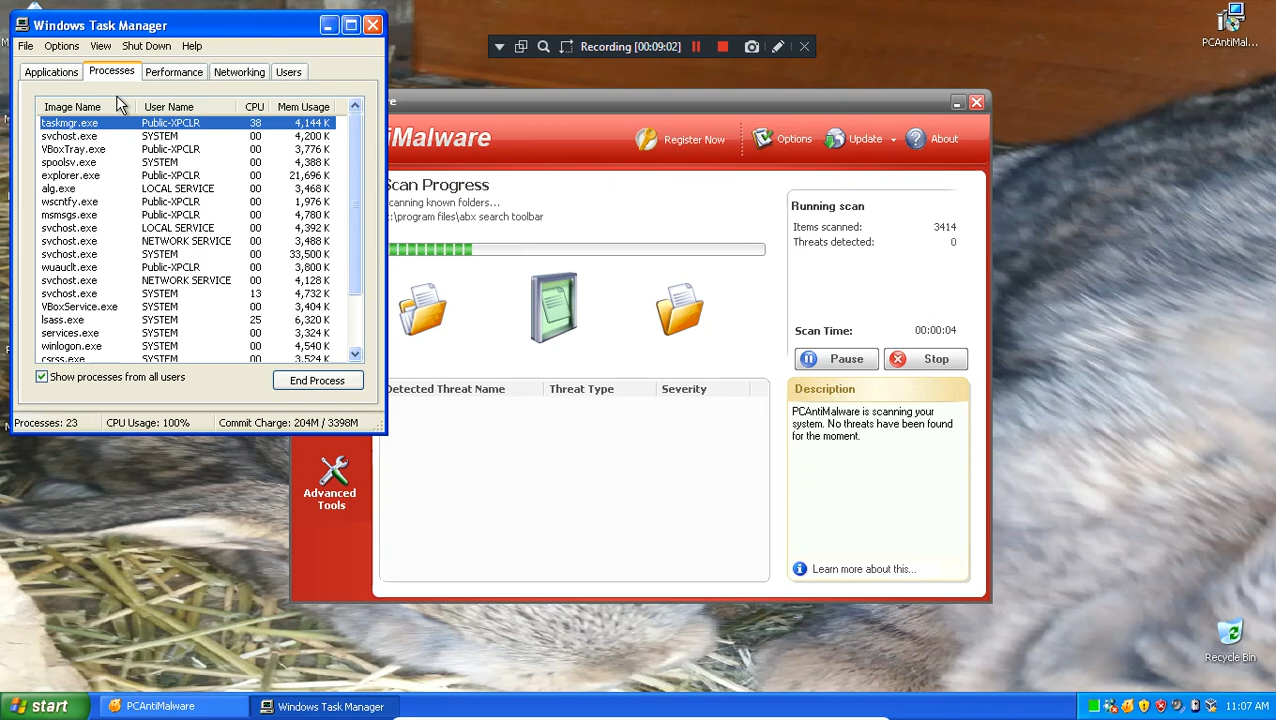 Windows Task Manager
File Options View Shut Down Help
Applications Processes Performance Networking Users
Image Name User Name CPU Mem Usage
taskmgr.exe Public-XPCLR 38 4,144 K
svchost.exe SYSTEM 00 4,200 K
VBoxTray.exe Public-XPCLR 00 3,776 K
spoolsv.exe SYSTEM 00 4,388 K
explorer.exe Public-XPCLR 00 21,696 K
alg.exe LOCAL SERVICE 00 3,468 K
wscntfy.exe Public-XPCLR 00 1,976 K
msmsgs.exe Public-XPCLR 00 4,780 K
svchost.exe LOCAL SERVICE 00 4,392 K
svchost.exe NETWORK SERVICE 00 3,488 K
svchost.exe SYSTEM 00 33,500 K
wuauclt.exe Public-XPCLR 00 3,800 K
svchost.exe NETWORK SERVICE 00 4,128 K
svchost.exe SYSTEM 13 4,732 K
VBoxService.exe SYSTEM 00 3,404 K
lsass.exe SYSTEM 25 6,320 K
services.exe SYSTEM 00 3,324 K
winlogon.exe SYSTEM 00 4,540 K
csrss.exe SYSTEM 00 3,524 K
Show processes from all users
End Process
Processes: 23 CPU Usage: 100% Commit Charge: 204M / 3398M
Recording [00:09:02]
PCAntiMal...
iMalware
Register Now Options Update About
Scan Progress
canning known folders...
:\program files\abx search toolbar
Running scan
Items scanned: 3414
Threats detected: 0
Scan Time: 00:00:04
Pause Stop
Detected Threat Name Threat Type Severity
Description
PCAntiMalware is scanning your
system. No threats have been found
for the moment.
Learn more about this...
Advanced
Tools
Recycle Bin
start PCAntiMalware Windows Task Manager 11:07 AM